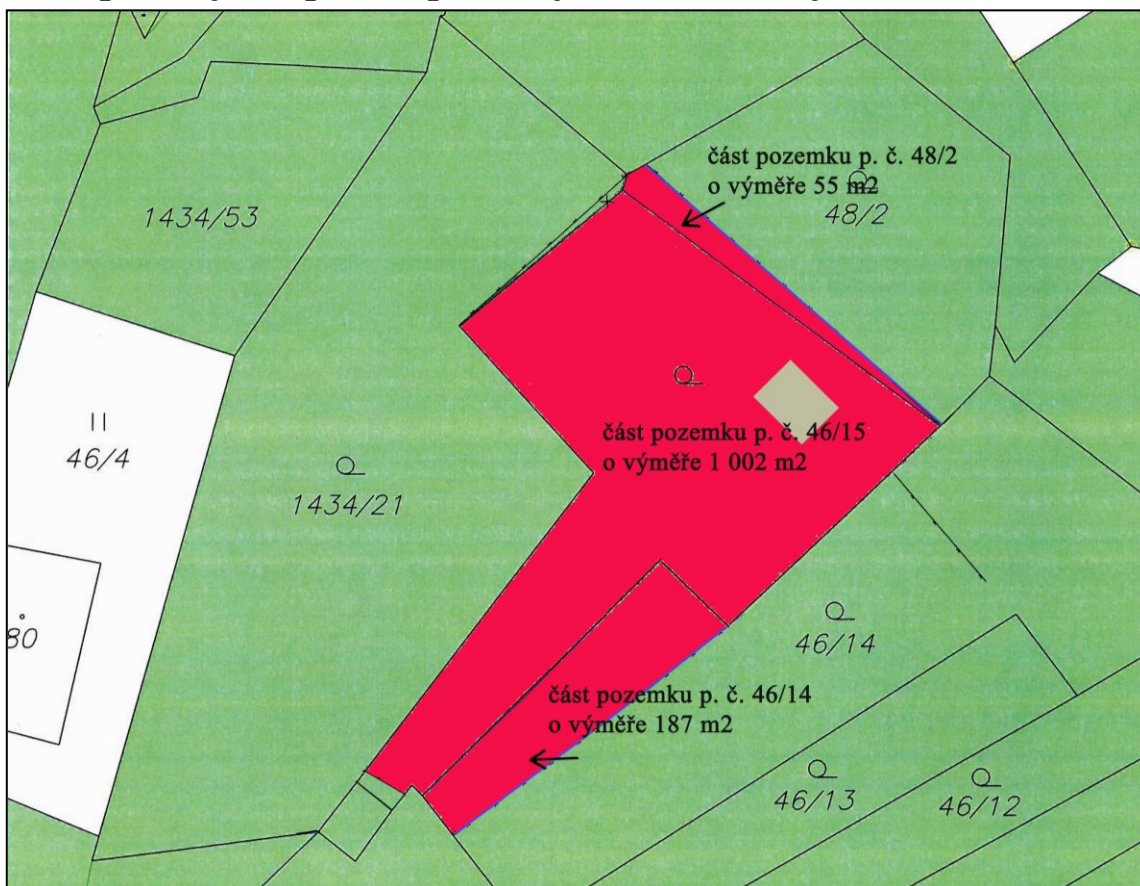 část pozemku p. č. 48/2
o výměře 55 m2
48/2
1434/53
část pozemku p. č. 46/15
o výměře 1 002 m2
46/4
1434/21
80
46/14
část pozemku p. č. 46/14
o výměře 187 m2
46/13
46/12